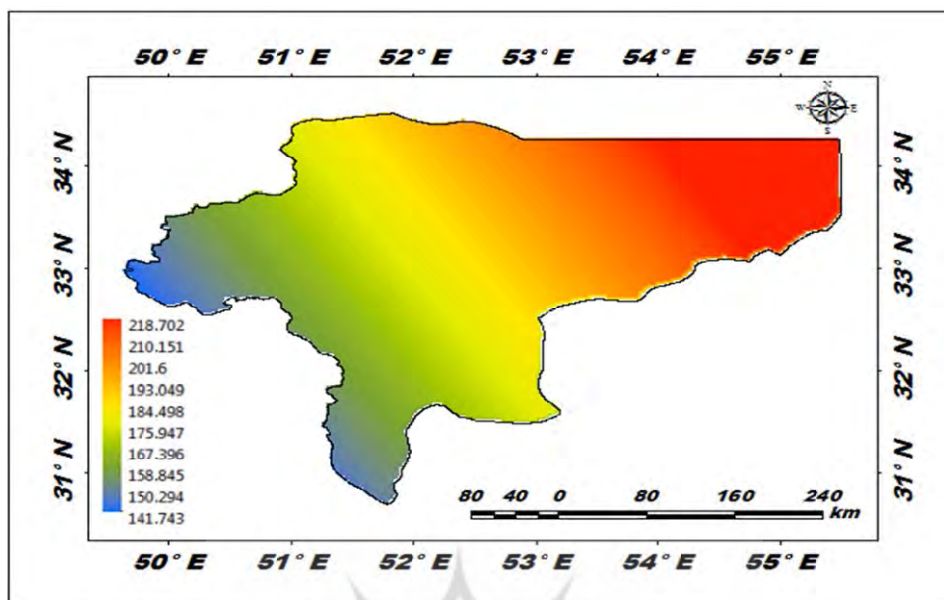 50° E 51° E 52° E 53° E 54° E 55° E
N
W E
S
34° N 34° N
33° N 33° N
32° N 32° N
31° N 31° N
218.702
210.151
201.6
193.049
184.498
175.947
167.396
158.845
150.294
141.743
80 40 0 80 160 240
km
50° E 51° E 52° E 53° E 54° E 55° E